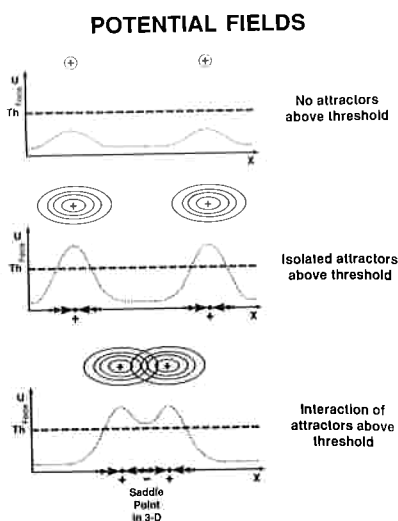 POTENTIAL FIELDS
+ +
U
Force
Th
X
No attractors
above threshold
+ +
U
Force
Th
X
+ +
Isolated attractors
above threshold
+ +
U
Force
Th
X
+ − +
Saddle
Point
in 3-D
Interaction of
attractors above
threshold